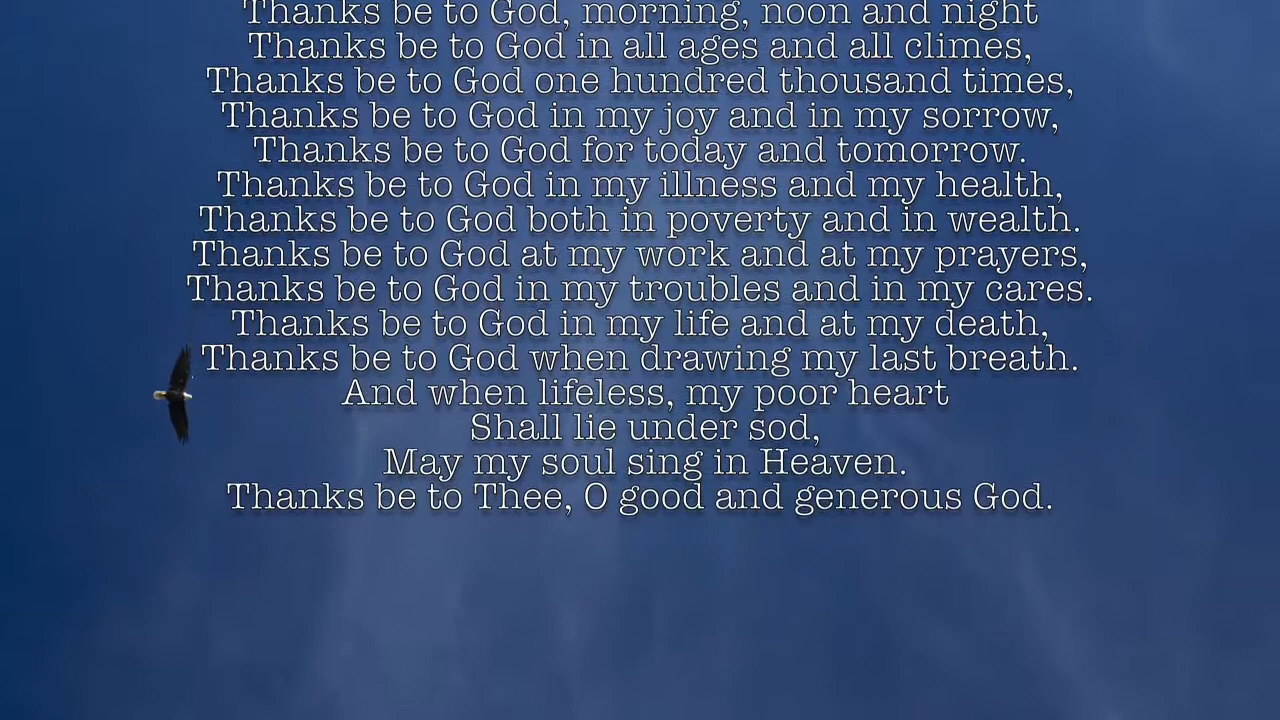 Thanks be to God, morning, noon and night
Thanks be to God in all ages and all climes,
Thanks be to God one hundred thousand times,
Thanks be to God in my joy and in my sorrow,
Thanks be to God for today and tomorrow.
Thanks be to God in my illness and my health,
Thanks be to God both in poverty and in wealth.
Thanks be to God at my work and at my prayers,
Thanks be to God in my troubles and in my cares.
Thanks be to God in my life and at my death,
Thanks be to God when drawing my last breath.
And when lifeless, my poor heart
Shall lie under sod,
May my soul sing in Heaven.
Thanks be to Thee, O good and generous God.